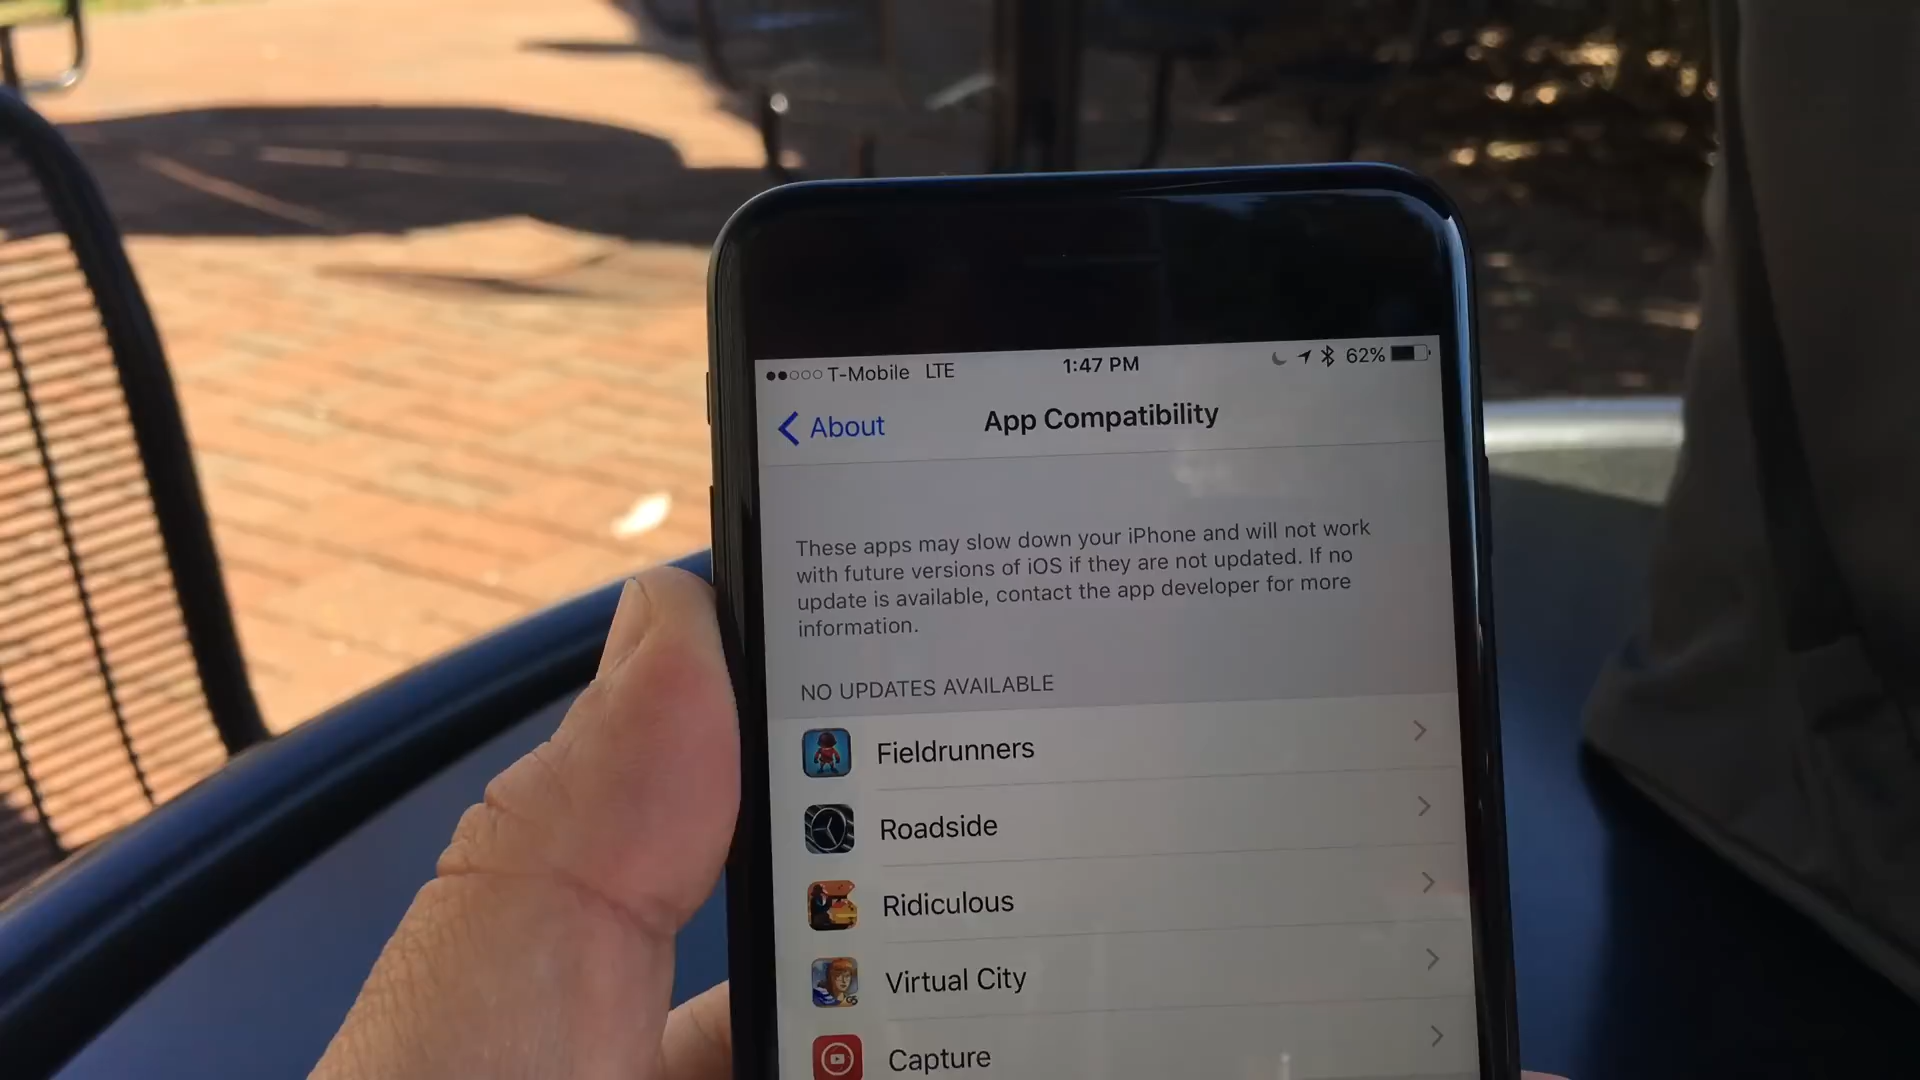 T-Mobile LTE 1:47 PM 62%
About App Compatibility
These apps may slow down your iPhone and will not work
with future versions of iOS if they are not updated. If no
update is available, contact the app developer for more
information.
NO UPDATES AVAILABLE
Fieldrunners
Roadside
Ridiculous
Virtual City
Capture